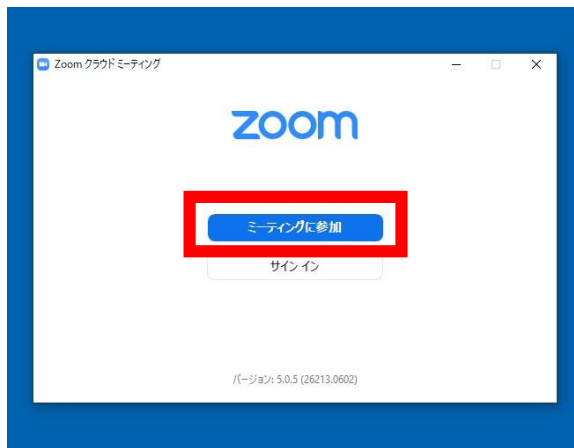 Zoom クラウド ミーティング
zoom
ミーティングに参加
サイン イン
バージョン: 5.0.5 (26213.0602)